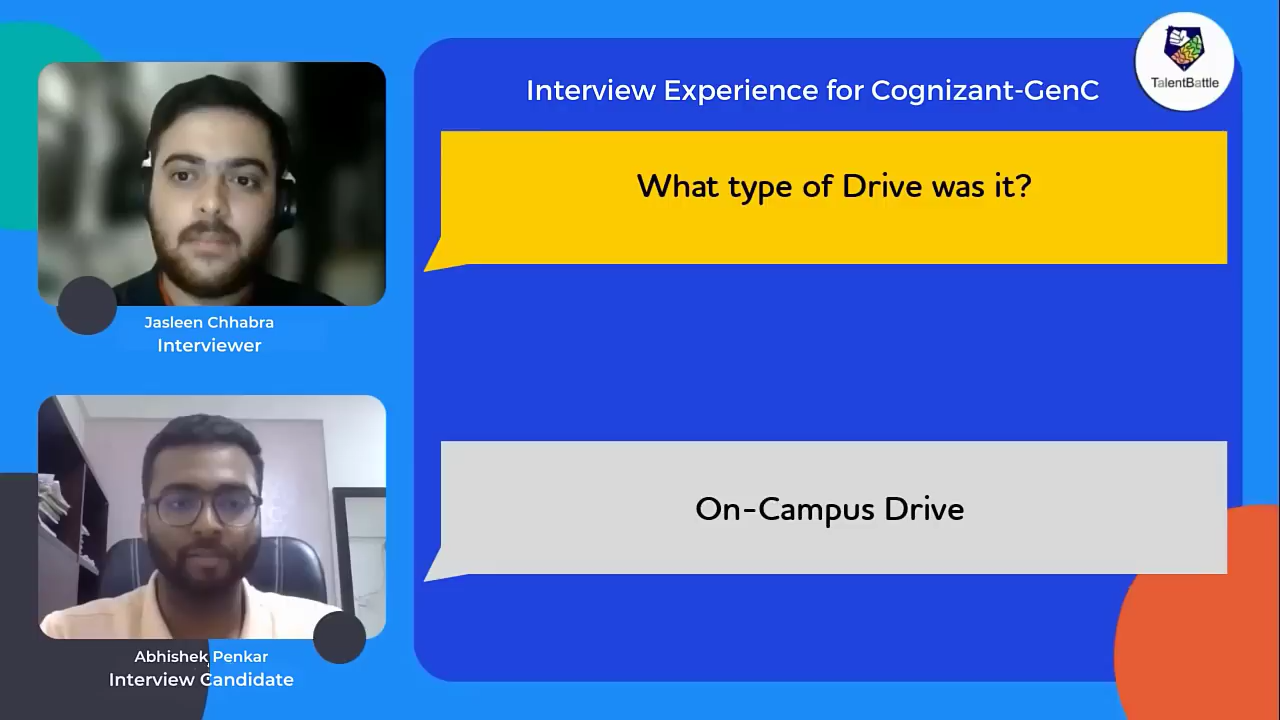 Interview Experience for Cognizant-GenC
TalentBattle
What type of Drive was it?
Jasleen Chhabra
Interviewer
On-Campus Drive
Abhishek Penkar
Interview Candidate